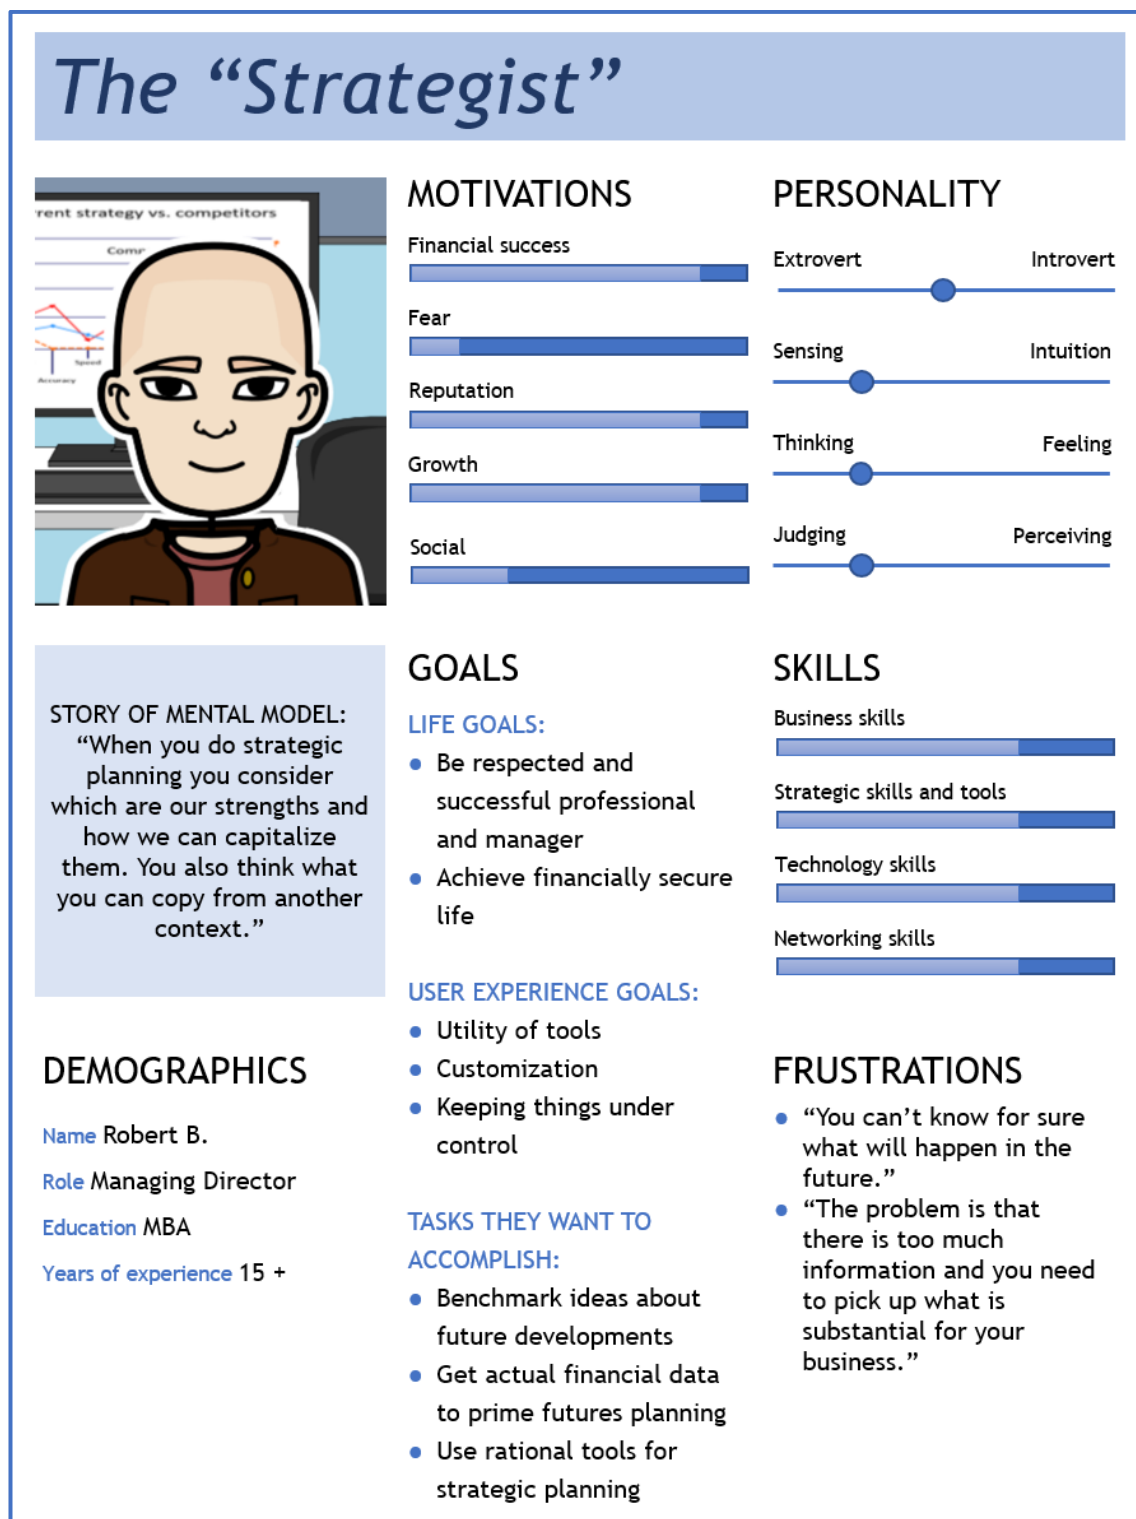 The “Strategist”
rent strategy vs. competitors
Speed
Accuracy
MOTIVATIONS
Financial success
Fear
Reputation
Growth
Social
PERSONALITY
Extrovert Introvert
Sensing Intuition
Thinking Feeling
Judging Perceiving
STORY OF MENTAL MODEL:
“When you do strategic
planning you consider
which are our strengths and
how we can capitalize
them. You also think what
you can copy from another
context.”
DEMOGRAPHICS
Name Robert B.
Role Managing Director
Education MBA
Years of experience 15 +
GOALS
LIFE GOALS:
● Be respected and
successful professional
and manager
● Achieve financially secure
life
USER EXPERIENCE GOALS:
● Utility of tools
● Customization
● Keeping things under
control
TASKS THEY WANT TO
ACCOMPLISH:
● Benchmark ideas about
future developments
● Get actual financial data
to prime futures planning
● Use rational tools for
strategic planning
SKILLS
Business skills
Strategic skills and tools
Technology skills
Networking skills
FRUSTRATIONS
● “You can’t know for sure
what will happen in the
future.”
● “The problem is that
there is too much
information and you need
to pick up what is
substantial for your
business.”